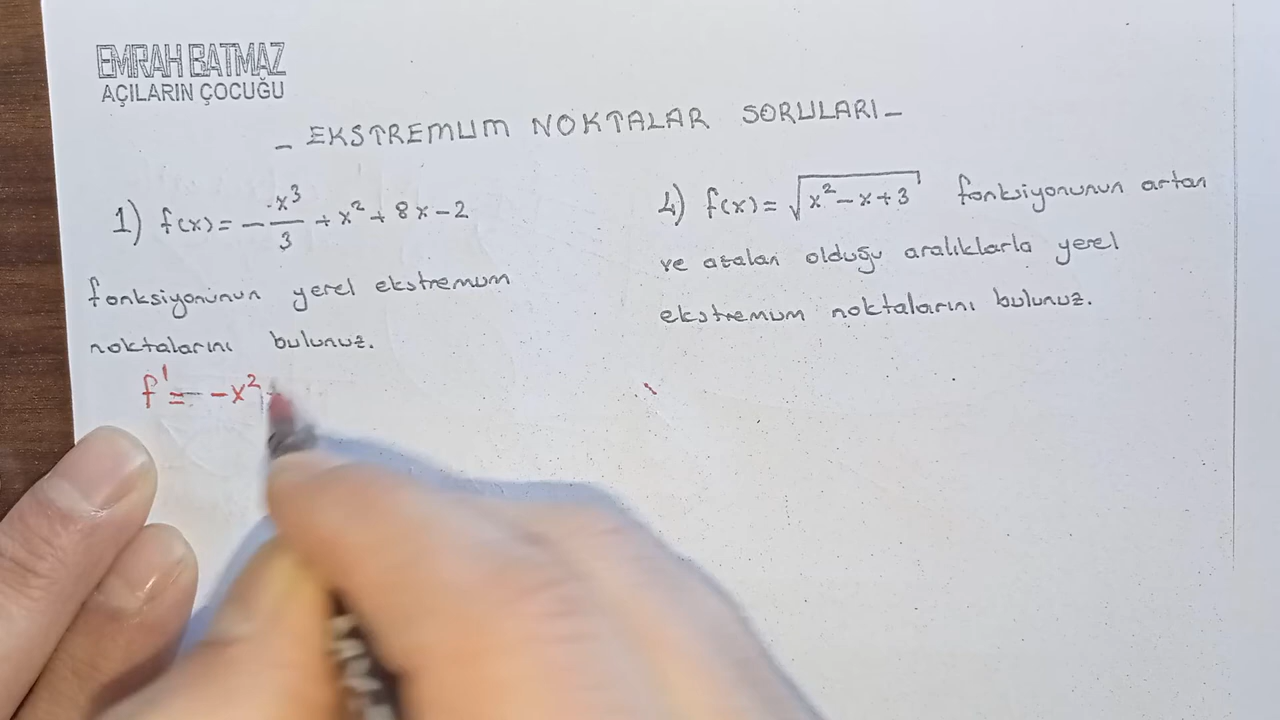 EMRAH BATMAZ
AÇILARIN ÇOCUĞU
- EKSTREMUM NOKTALAR SORULARI -
1) f(x) = - x³/3 + x² + 8x - 2
fonksiyonunun yerel ekstremum
noktalarını bulunuz.
f' = -x²
4) f(x) = √(x² - x + 3) fonksiyonunun artan
ve azalan olduğu aralıklarla yerel
ekstremum noktalarını bulunuz.